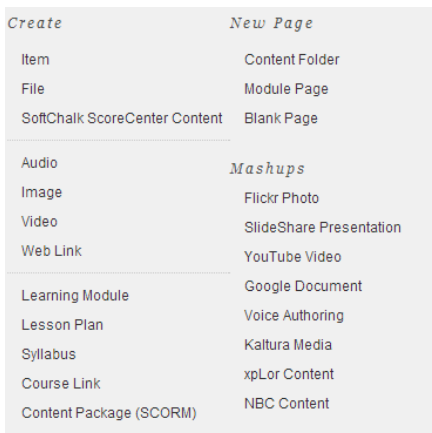 Create
Item
File
SoftChalk ScoreCenter Content
Audio
Image
Video
Web Link
Learning Module
Lesson Plan
Syllabus
Course Link
Content Package (SCORM)
New Page
Content Folder
Module Page
Blank Page
Mashups
Flickr Photo
SlideShare Presentation
YouTube Video
Google Document
Voice Authoring
Kaltura Media
xpLor Content
NBC Content